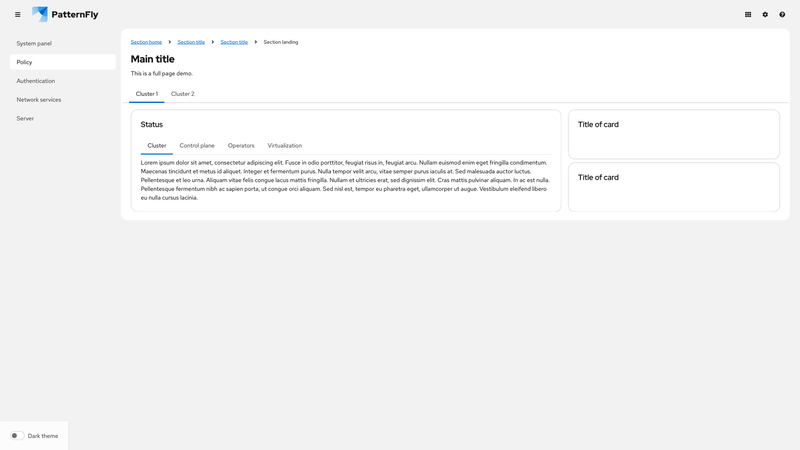 PatternFly
System panel
Policy
Authentication
Network services
Server
Section home Section title Section title Section landing
Main title
This is a full page demo.
Cluster 1 Cluster 2
Status
Cluster Control plane Operators Virtualization
Lorem ipsum dolor sit amet, consectetur adipiscing elit. Fusce in odio porttitor, feugiat risus in, feugiat arcu. Nullam euismod enim eget fringilla condimentum.
Maecenas tincidunt et metus id aliquet. Integer et fermentum purus. Nulla tempor velit arcu, vitae semper purus iaculis at. Sed malesuada auctor luctus.
Pellentesque et leo urna. Aliquam vitae felis congue lacus mattis fringilla. Nullam et ultricies erat, sed dignissim elit. Cras mattis pulvinar aliquam. In ac est nulla.
Pellentesque fermentum nibh ac sapien porta, ut congue orci aliquam. Sed nisl est, tempor eu pharetra eget, ullamcorper ut augue. Vestibulum eleifend libero
eu nulla cursus lacinia.
Title of card
Title of card
Dark theme